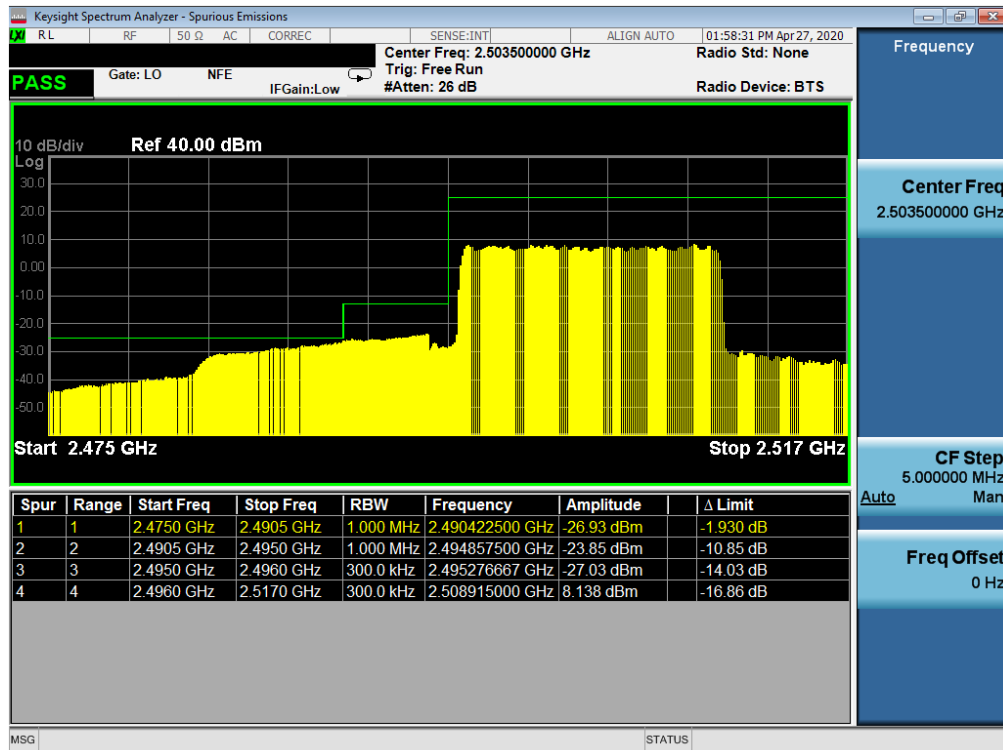 Keysight Spectrum Analyzer - Spurious Emissions
LXI RL RF 50 Ω AC CORREC SENSE:INT ALIGN AUTO 01:58:31 PM Apr 27, 2020
Center Freq: 2.503500000 GHz Radio Std: None
Gate: LO NFE Trig: Free Run
PASS IFGain:Low #Atten: 26 dB Radio Device: BTS
Frequency
10 dB/div Ref 40.00 dBm
Log
30.0
20.0
10.0
0.00
-10.0
-20.0
-30.0
-40.0
-50.0
Start 2.475 GHz Stop 2.517 GHz
Center Freq
2.503500000 GHz
CF Step
5.000000 MHz
Auto Man
Freq Offset
0 Hz
Spur Range Start Freq Stop Freq RBW Frequency Amplitude Δ Limit
1 1 2.4750 GHz 2.4905 GHz 1.000 MHz 2.490422500 GHz -26.93 dBm -1.930 dB
2 2 2.4905 GHz 2.4950 GHz 1.000 MHz 2.494857500 GHz -23.85 dBm -10.85 dB
3 3 2.4950 GHz 2.4960 GHz 300.0 kHz 2.495276667 GHz -27.03 dBm -14.03 dB
4 4 2.4960 GHz 2.5170 GHz 300.0 kHz 2.508915000 GHz 8.138 dBm -16.86 dB
MSG STATUS